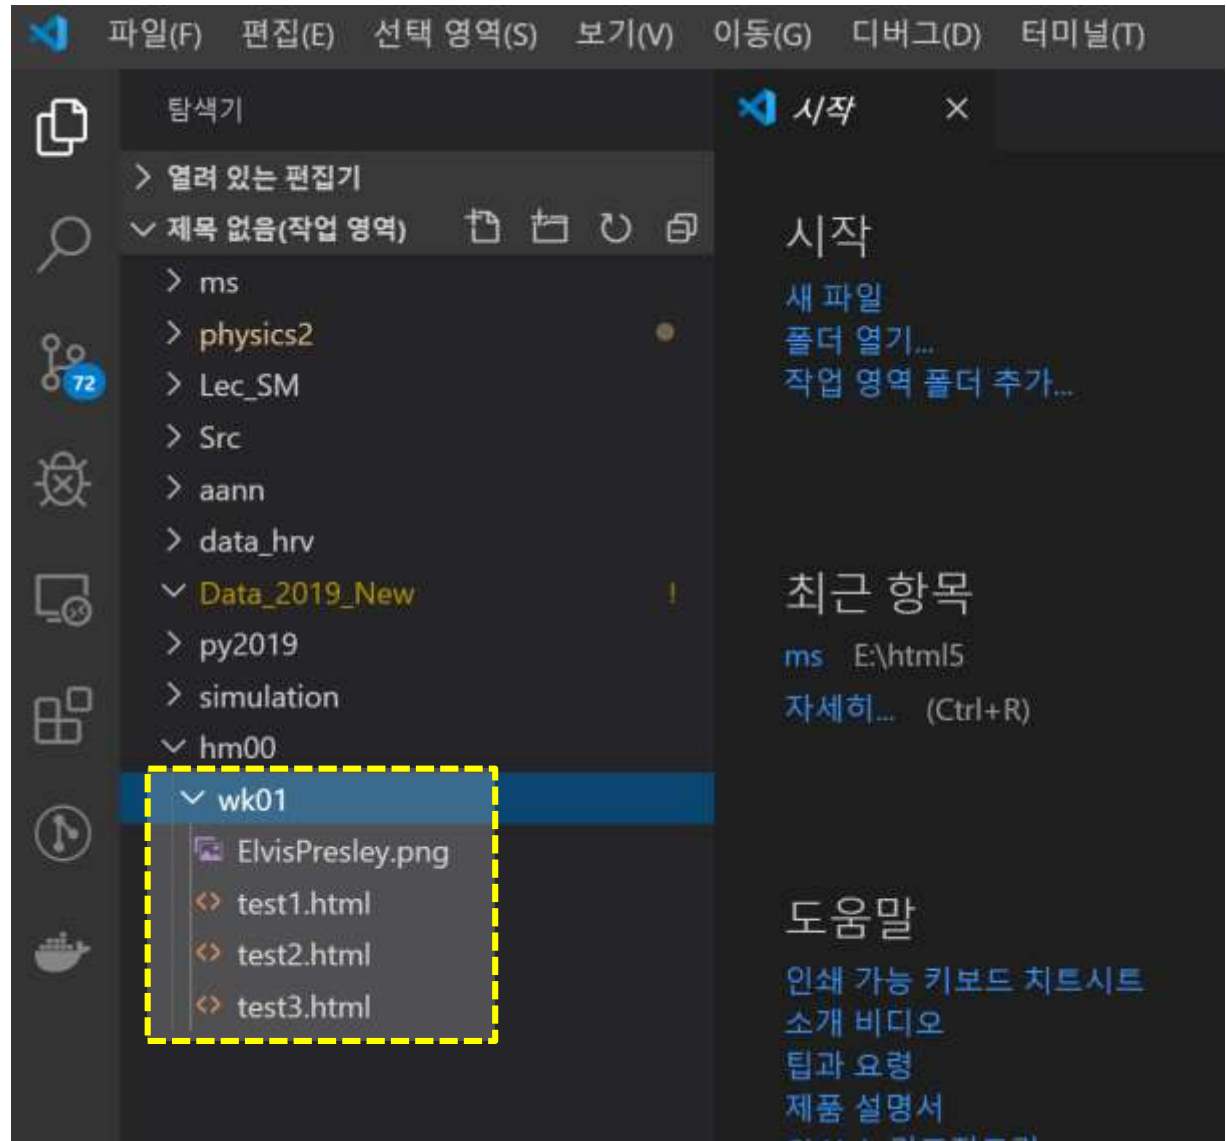 파일(F) 편집(E) 선택 영역(S) 보기(V) 이동(G) 디버그(D) 터미널(T)
탐색기
시작
열려 있는 편집기
제목 없음(작업 영역)
ms
physics2
Lec_SM
Src
aann
data_hrv
Data_2019_New !
py2019
simulation
hm00
wk01
ElvisPresley.png
test1.html
test2.html
test3.html
72
시작
새 파일
폴더 열기...
작업 영역 폴더 추가...
최근 항목
ms E:\html5
자세히... (Ctrl+R)
도움말
인쇄 가능 키보드 치트시트
소개 비디오
팁과 요령
제품 설명서